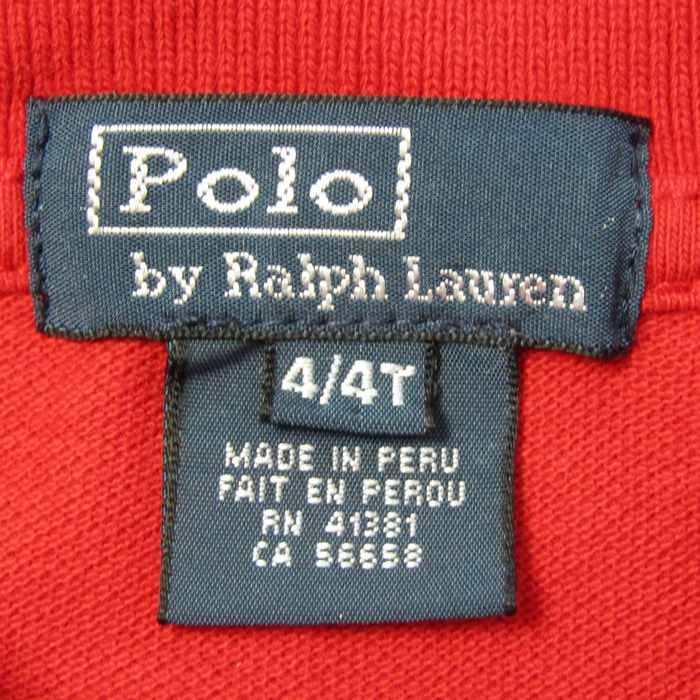 Polo
by Ralph Lauren
4/4T
MADE IN PERU
FAIT EN PEROU
RN 41381
CA 56658